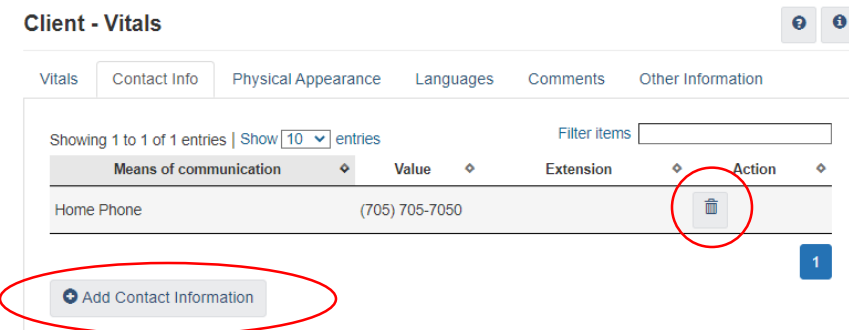 Client - Vitals
Vitals Contact Info Physical Appearance Languages Comments Other Information
Showing 1 to 1 of 1 entries | Show 10 entries Filter items
Means of communication Value Extension Action
Home Phone (705) 705-7050
1
Add Contact Information